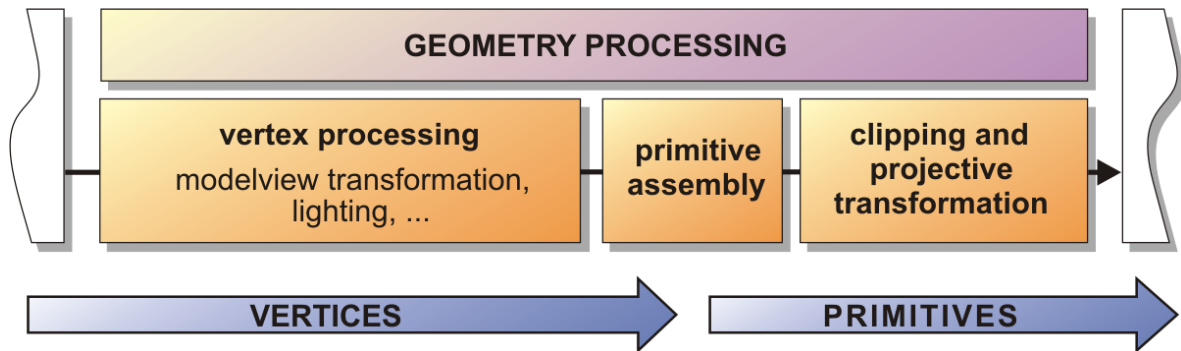 GEOMETRY PROCESSING
vertex processing
modelview transformation,
lighting, ...
primitive
assembly
clipping and
projective
transformation
VERTICES
PRIMITIVES